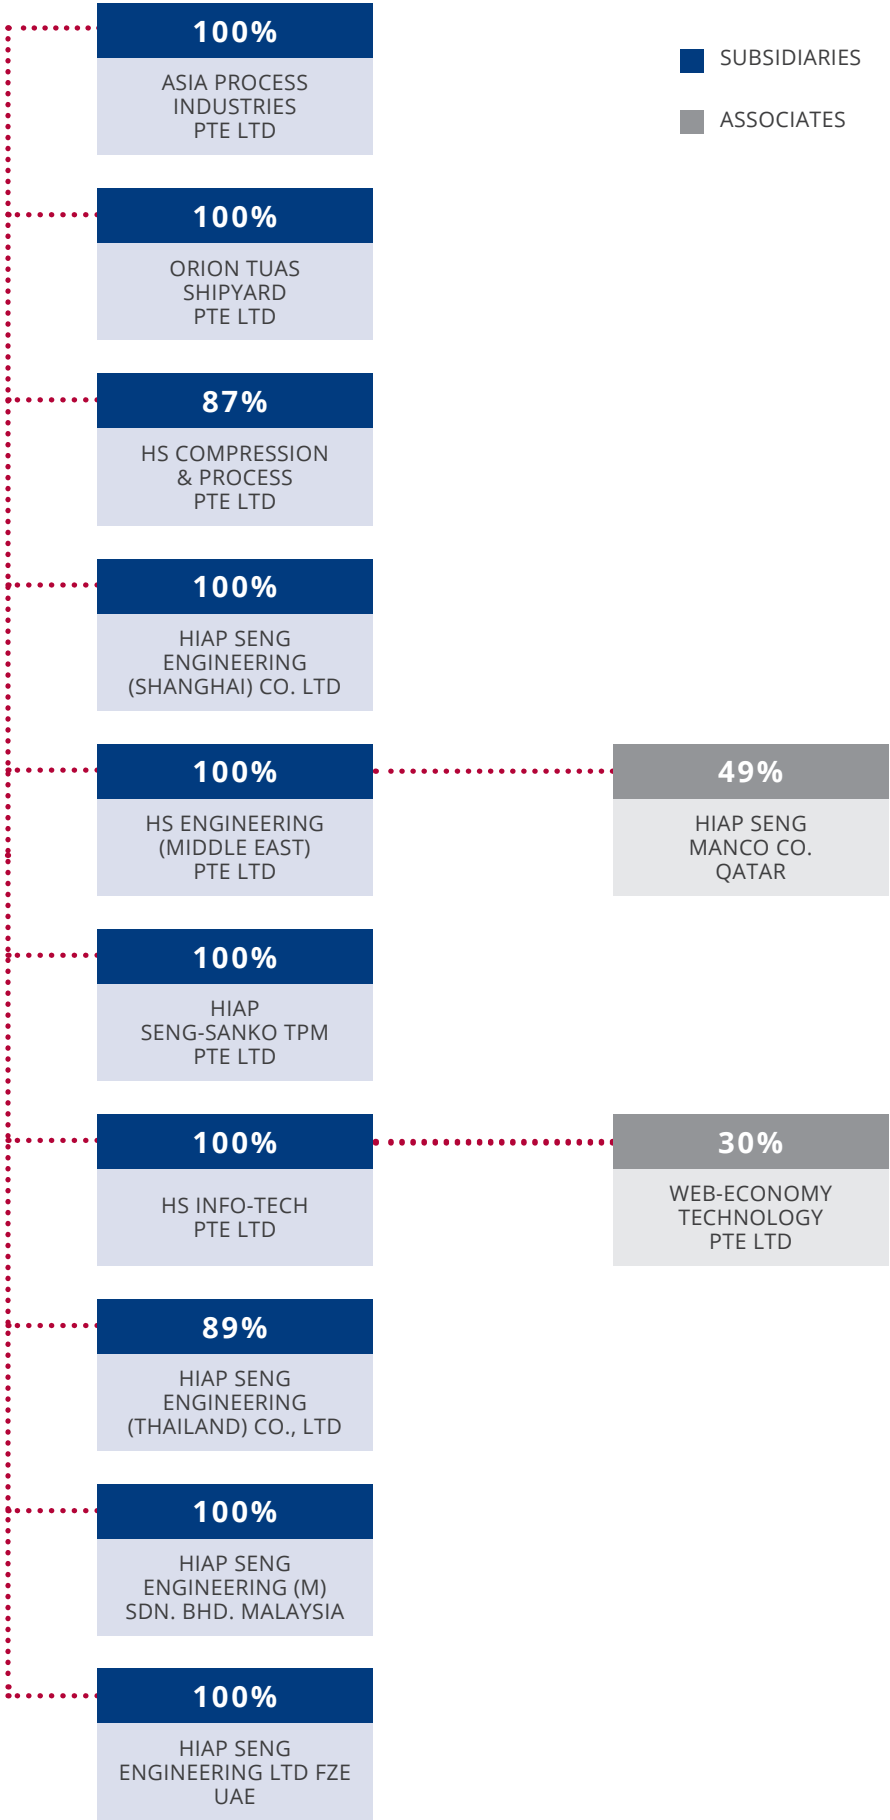 100%
ASIA PROCESS
INDUSTRIES
PTE LTD
SUBSIDIARIES
ASSOCIATES
100%
ORION TUAS
SHIPYARD
PTE LTD
87%
HS COMPRESSION
& PROCESS
PTE LTD
100%
HIAP SENG
ENGINEERING
(SHANGHAI) CO. LTD
100%
HS ENGINEERING
(MIDDLE EAST)
PTE LTD
49%
HIAP SENG
MANCO CO.
QATAR
100%
HIAP
SENG-SANKO TPM
PTE LTD
100%
HS INFO-TECH
PTE LTD
30%
WEB-ECONOMY
TECHNOLOGY
PTE LTD
89%
HIAP SENG
ENGINEERING
(THAILAND) CO., LTD
100%
HIAP SENG
ENGINEERING (M)
SDN. BHD. MALAYSIA
100%
HIAP SENG
ENGINEERING LTD FZE
UAE